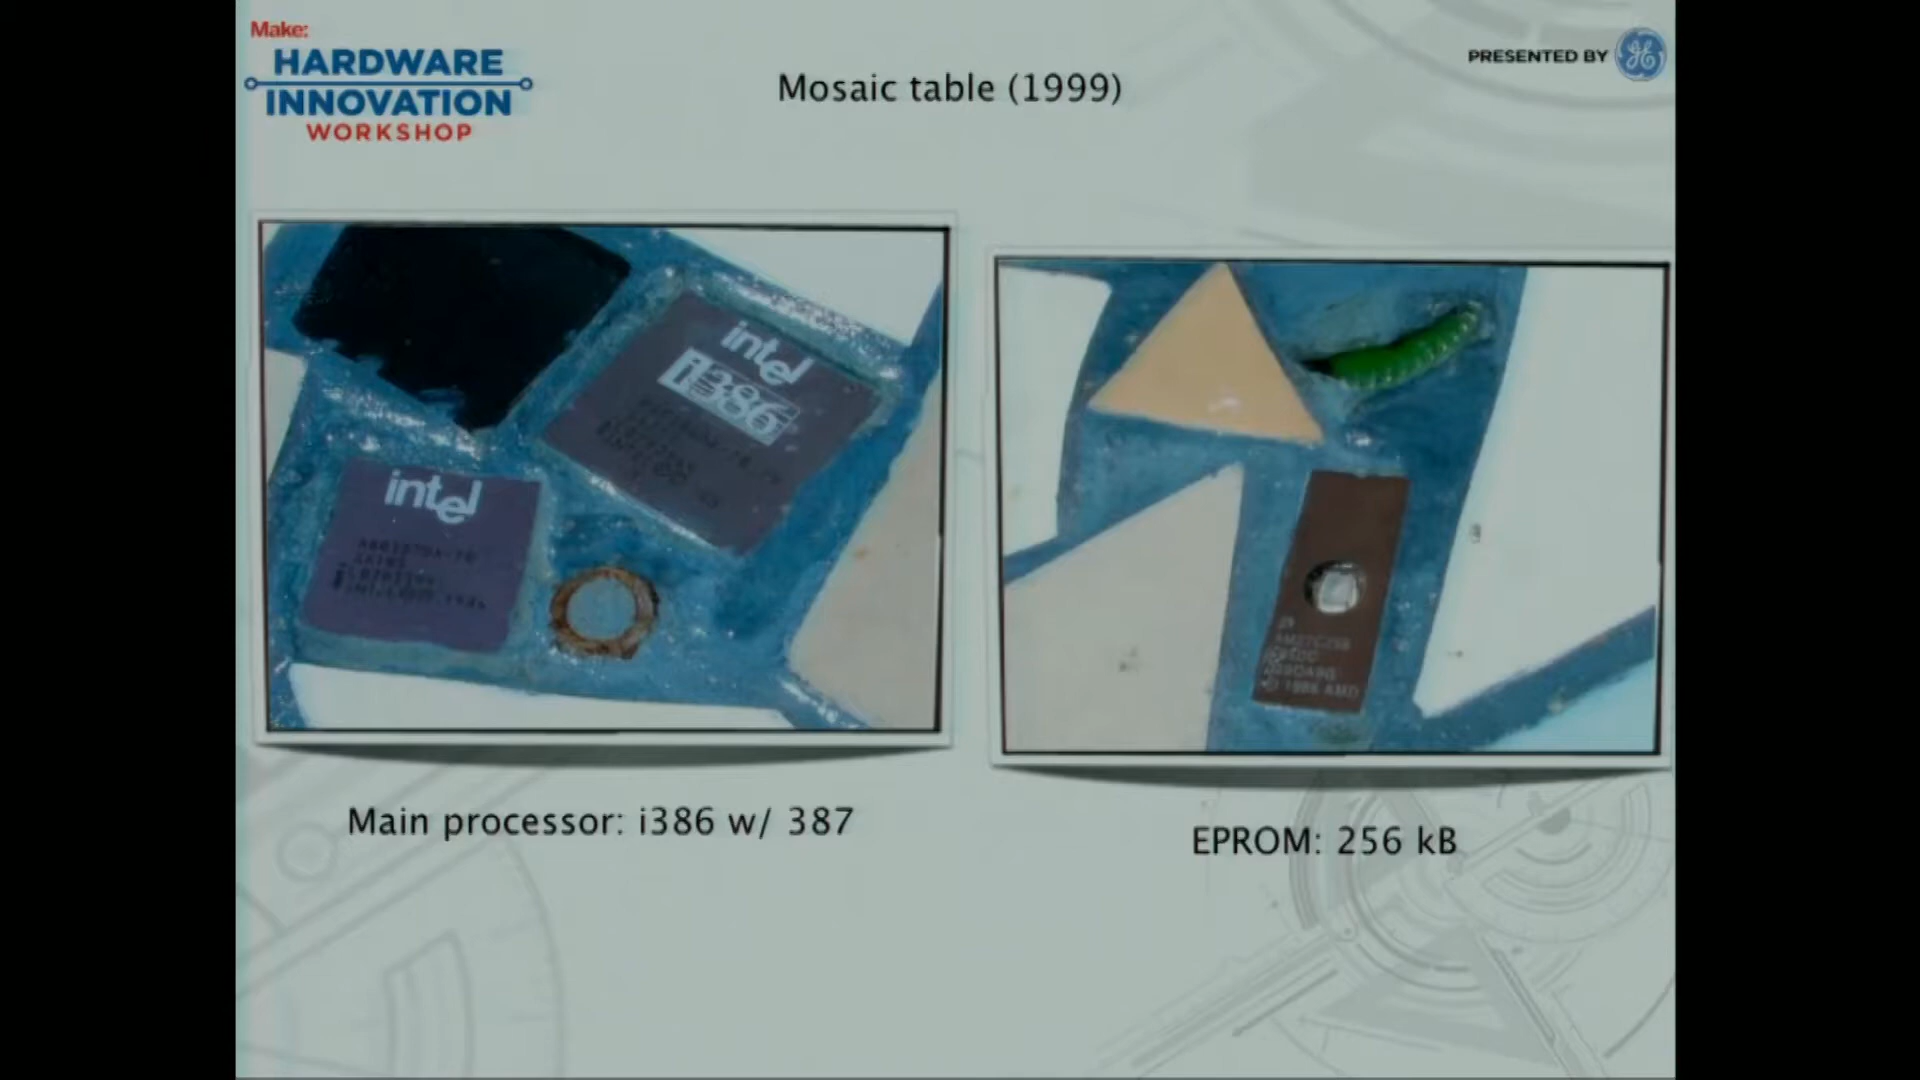 Make:
HARDWARE
INNOVATION
WORKSHOP
Mosaic table (1999)
PRESENTED BY
intel
i386
intel
AM27C256
© 1986 AMD
Main processor: i386 w/ 387
EPROM: 256 kB